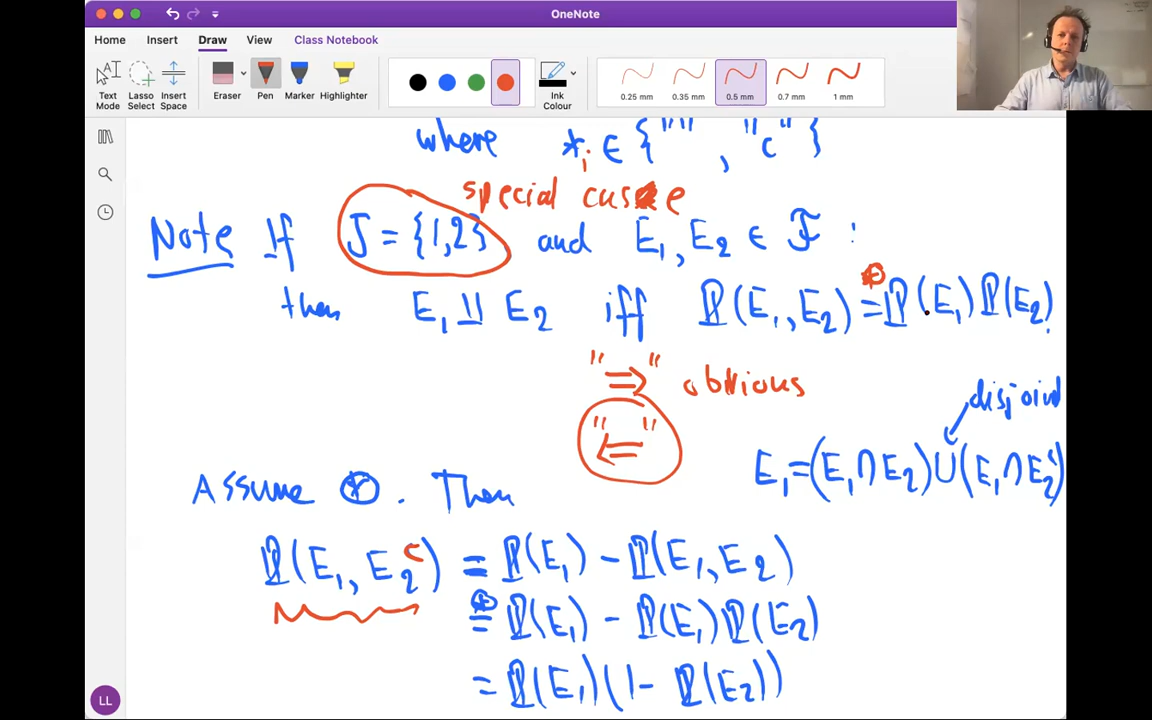 OneNote
Home Insert Draw View Class Notebook
Text Mode Lasso Select Insert Space Eraser Pen Marker Highlighter Ink Colour 0.25 mm 0.35 mm 0.5 mm 0.7 mm 1 mm
where *ᵢ ∈ {" ", "c"}
special case
Note If J = {1,2} and E₁, E₂ ∈ ℱ :
then E₁ ⫫ E₂ iff ℙ(E₁, E₂) =^⊛ ℙ(E₁) ℙ(E₂).
"⇒" obvious
"⇐"
disjoint
E₁ = (E₁ ∩ E₂) ∪ (E₁ ∩ E₂ᶜ)
Assume ⊛. Then
ℙ(E₁, E₂ᶜ) = ℙ(E₁) − ℙ(E₁, E₂)
=^⊛ ℙ(E₁) − ℙ(E₁) ℙ(E₂)
= ℙ(E₁)(1 − ℙ(E₂))
LL